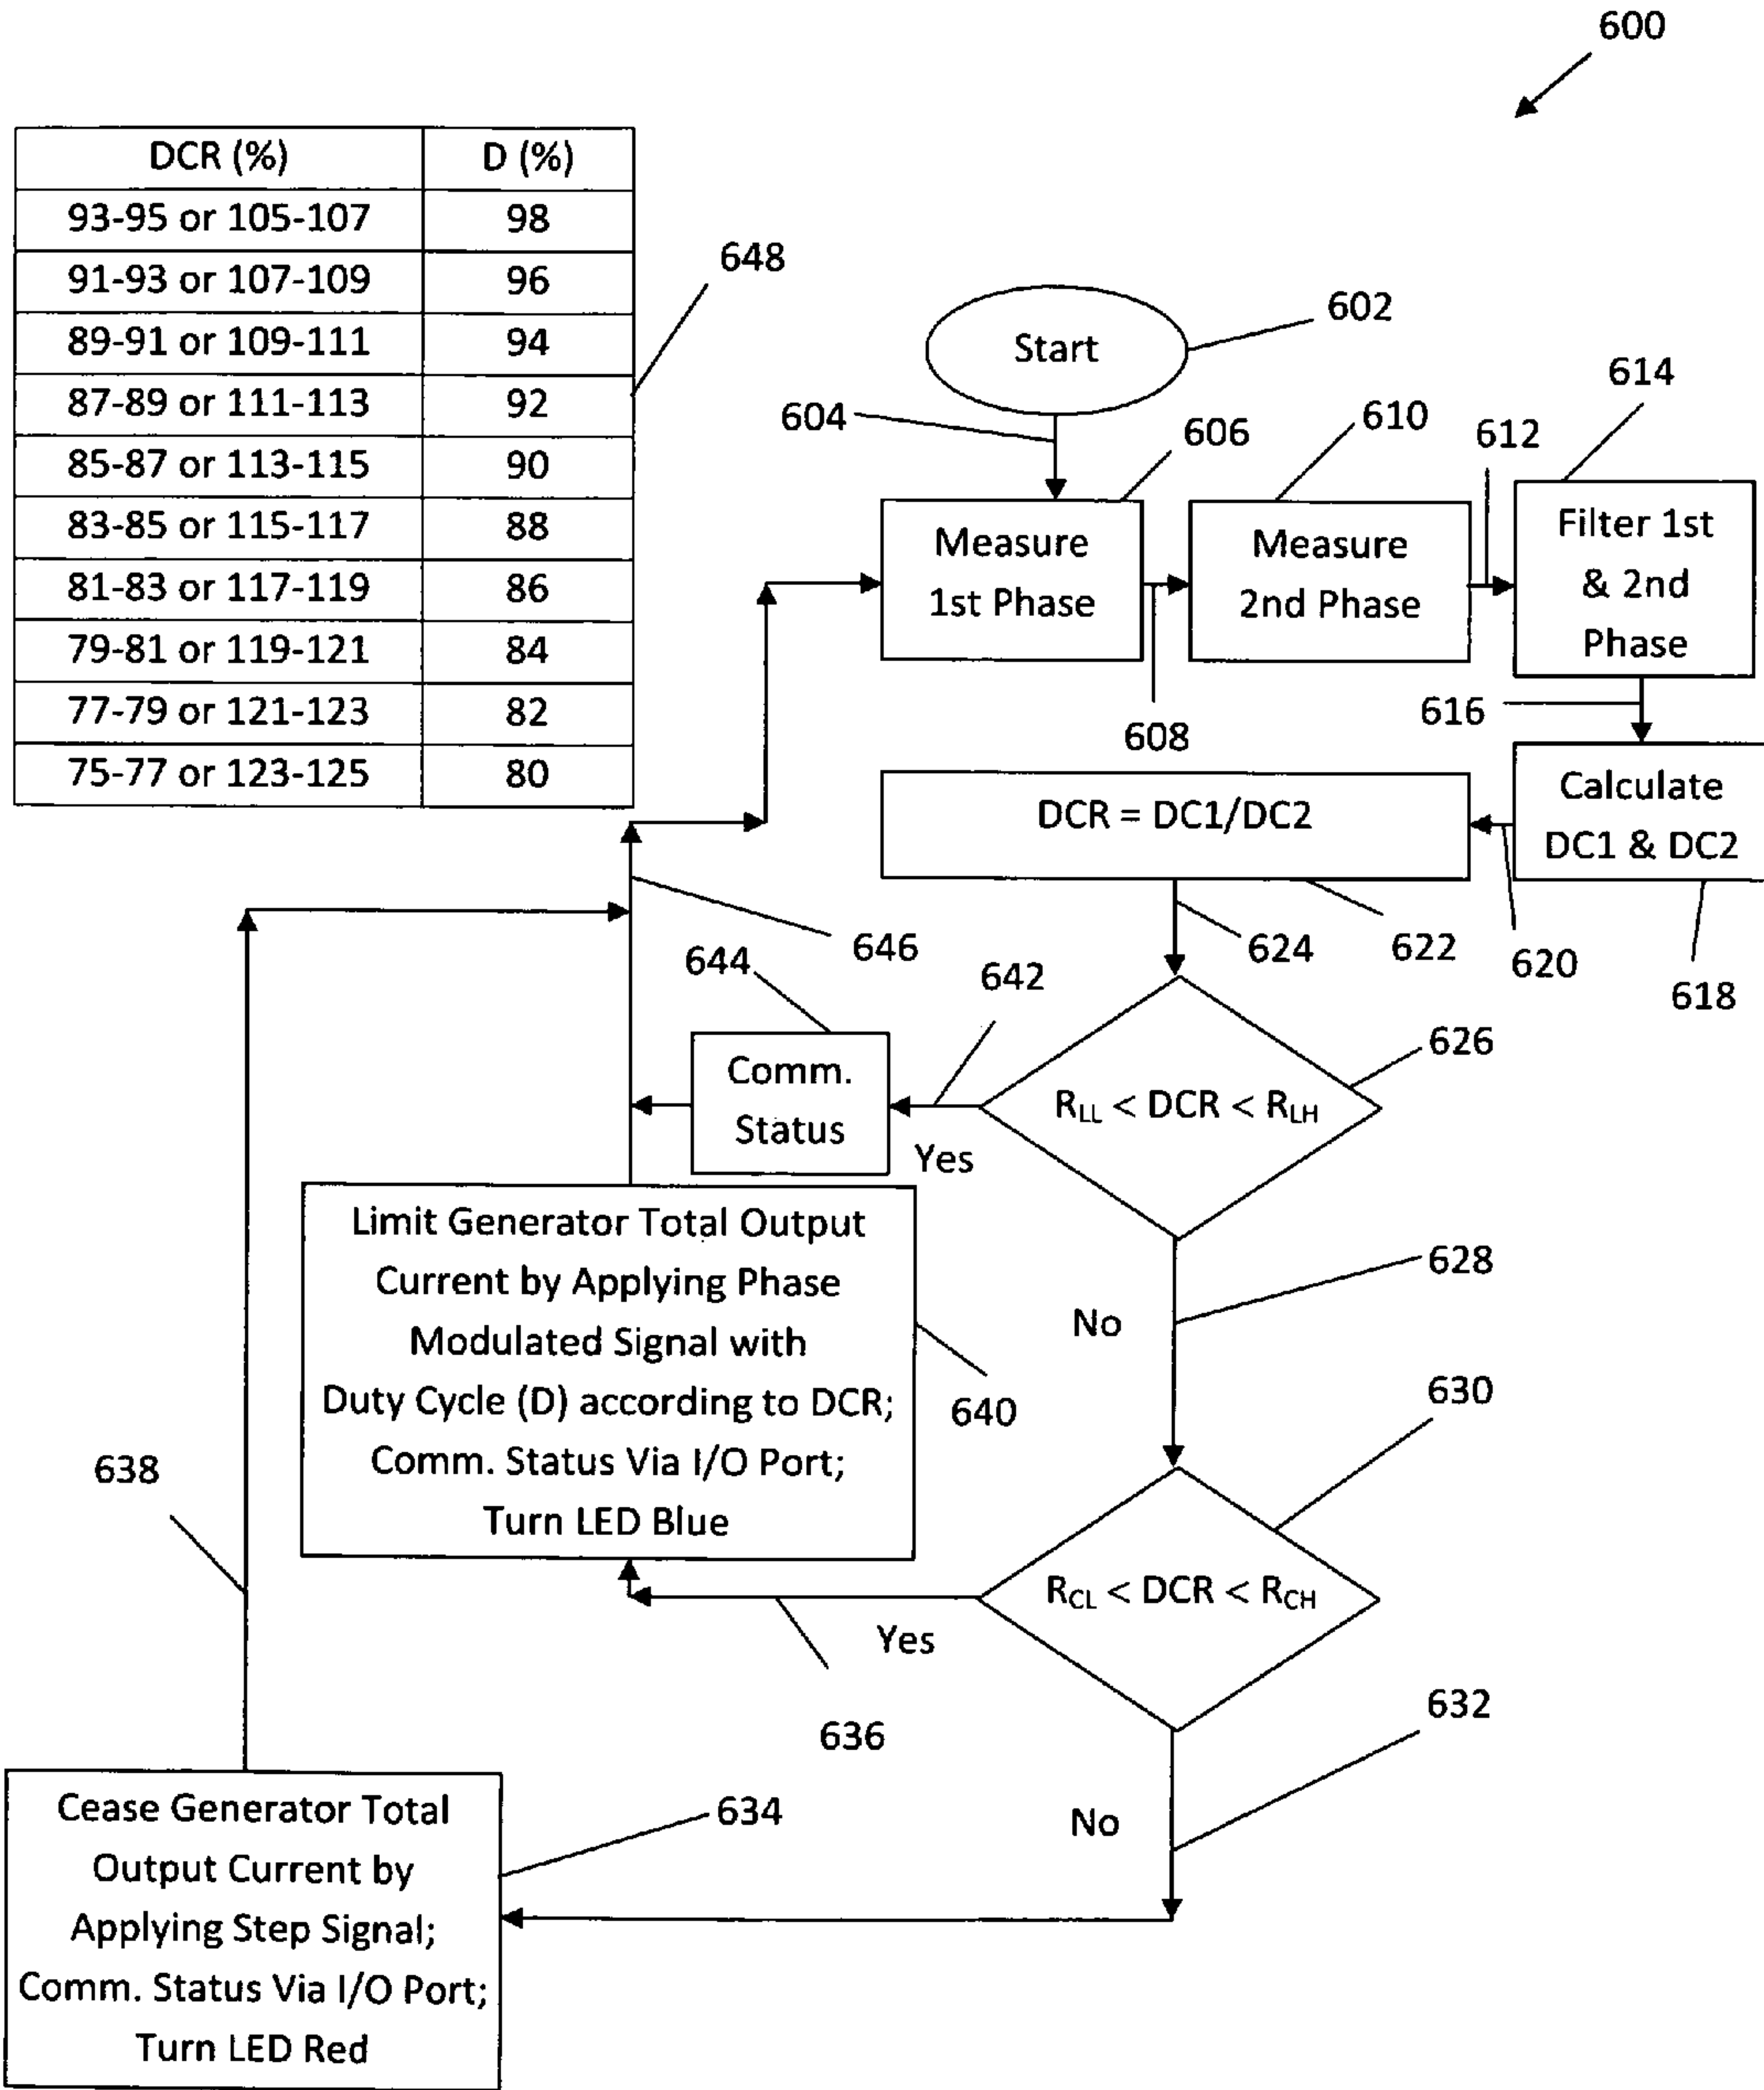 600
DCR (%) D (%)
93-95 or 105-107 98
91-93 or 107-109 96
89-91 or 109-111 94
87-89 or 111-113 92
85-87 or 113-115 90
83-85 or 115-117 88
81-83 or 117-119 86
79-81 or 119-121 84
77-79 or 121-123 82
75-77 or 123-125 80
648
Start
602
604
606
610
612
614
Measure
1st Phase
Measure
2nd Phase
Filter 1st
& 2nd
Phase
608
616
Calculate
DC1 & DC2
DCR = DC1/DC2
618
620
622
624
646
644
642
626
Comm.
Status
R_LL < DCR < R_LH
Yes
Limit Generator Total Output
Current by Applying Phase
Modulated Signal with
Duty Cycle (D) according to DCR;
Comm. Status Via I/O Port;
Turn LED Blue
628
No
640
630
638
R_CL < DCR < R_CH
Yes
636
632
No
Cease Generator Total
Output Current by
Applying Step Signal;
Comm. Status Via I/O Port;
Turn LED Red
634